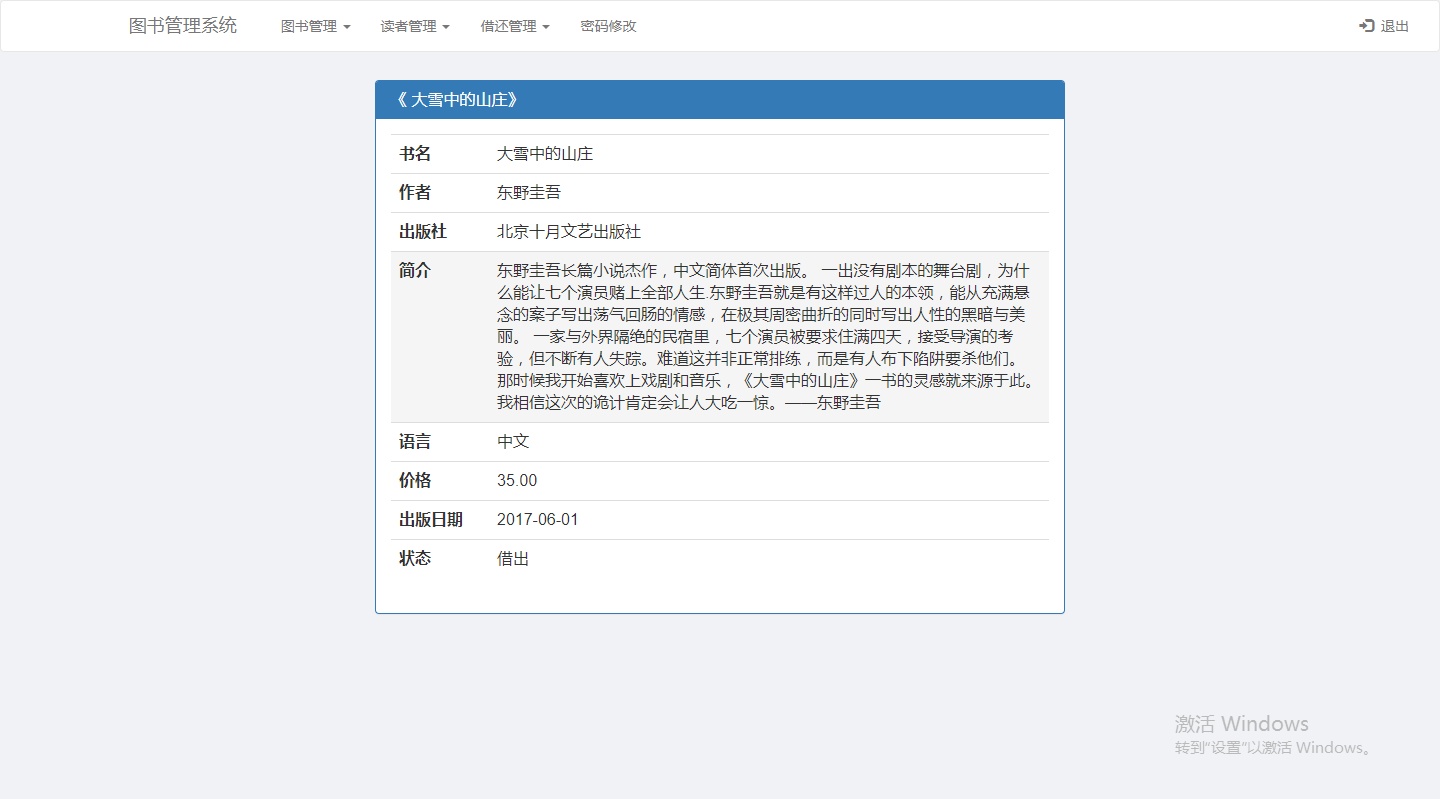 图书管理系统 图书管理 读者管理 借还管理 密码修改 退出
《 大雪中的山庄》
书名 大雪中的山庄
作者 东野圭吾
出版社 北京十月文艺出版社
简介 东野圭吾长篇小说杰作，中文简体首次出版。 一出没有剧本的舞台剧，为什
么能让七个演员赌上全部人生.东野圭吾就是有这样过人的本领，能从充满悬
念的案子写出荡气回肠的情感，在极其周密曲折的同时写出人性的黑暗与美
丽。 一家与外界隔绝的民宿里，七个演员被要求住满四天，接受导演的考
验，但不断有人失踪。难道这并非正常排练，而是有人布下陷阱要杀他们。
那时候我开始喜欢上戏剧和音乐，《大雪中的山庄》一书的灵感就来源于此。
我相信这次的诡计肯定会让人大吃一惊。——东野圭吾
语言 中文
价格 35.00
出版日期 2017-06-01
状态 借出
激活 Windows
转到"设置"以激活 Windows。